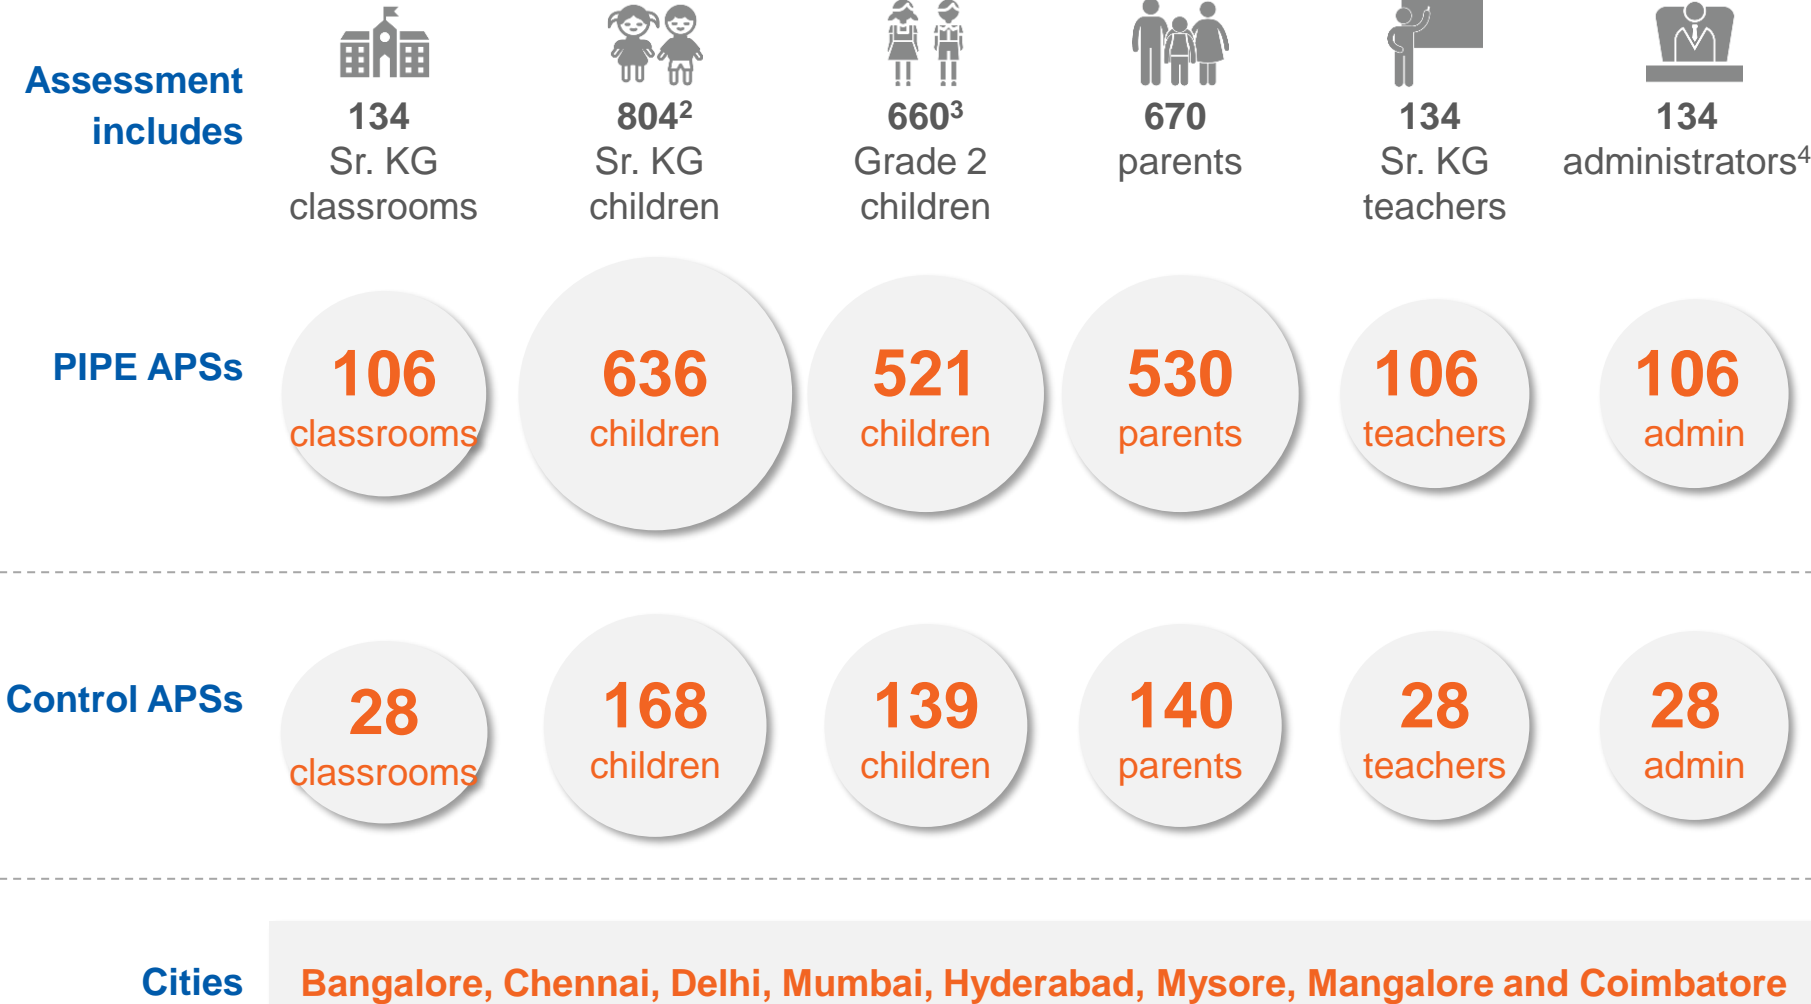 Assessment
includes
134
Sr. KG
classrooms
804²
Sr. KG
children
660³
Grade 2
children
670
parents
134
Sr. KG
teachers
134
administrators⁴
PIPE APSs
106
classrooms
636
children
521
children
530
parents
106
teachers
106
admin
Control APSs
28
classrooms
168
children
139
children
140
parents
28
teachers
28
admin
Cities
Bangalore, Chennai, Delhi, Mumbai, Hyderabad, Mysore, Mangalore and Coimbatore